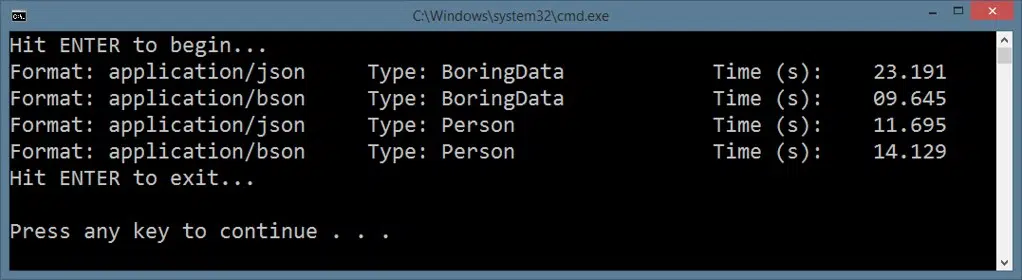 C:\Windows\system32\cmd.exe
Hit ENTER to begin...
Format: application/json     Type: BoringData            Time (s):    23.191
Format: application/bson     Type: BoringData            Time (s):    09.645
Format: application/json     Type: Person                Time (s):    11.695
Format: application/bson     Type: Person                Time (s):    14.129
Hit ENTER to exit...
Press any key to continue . . .